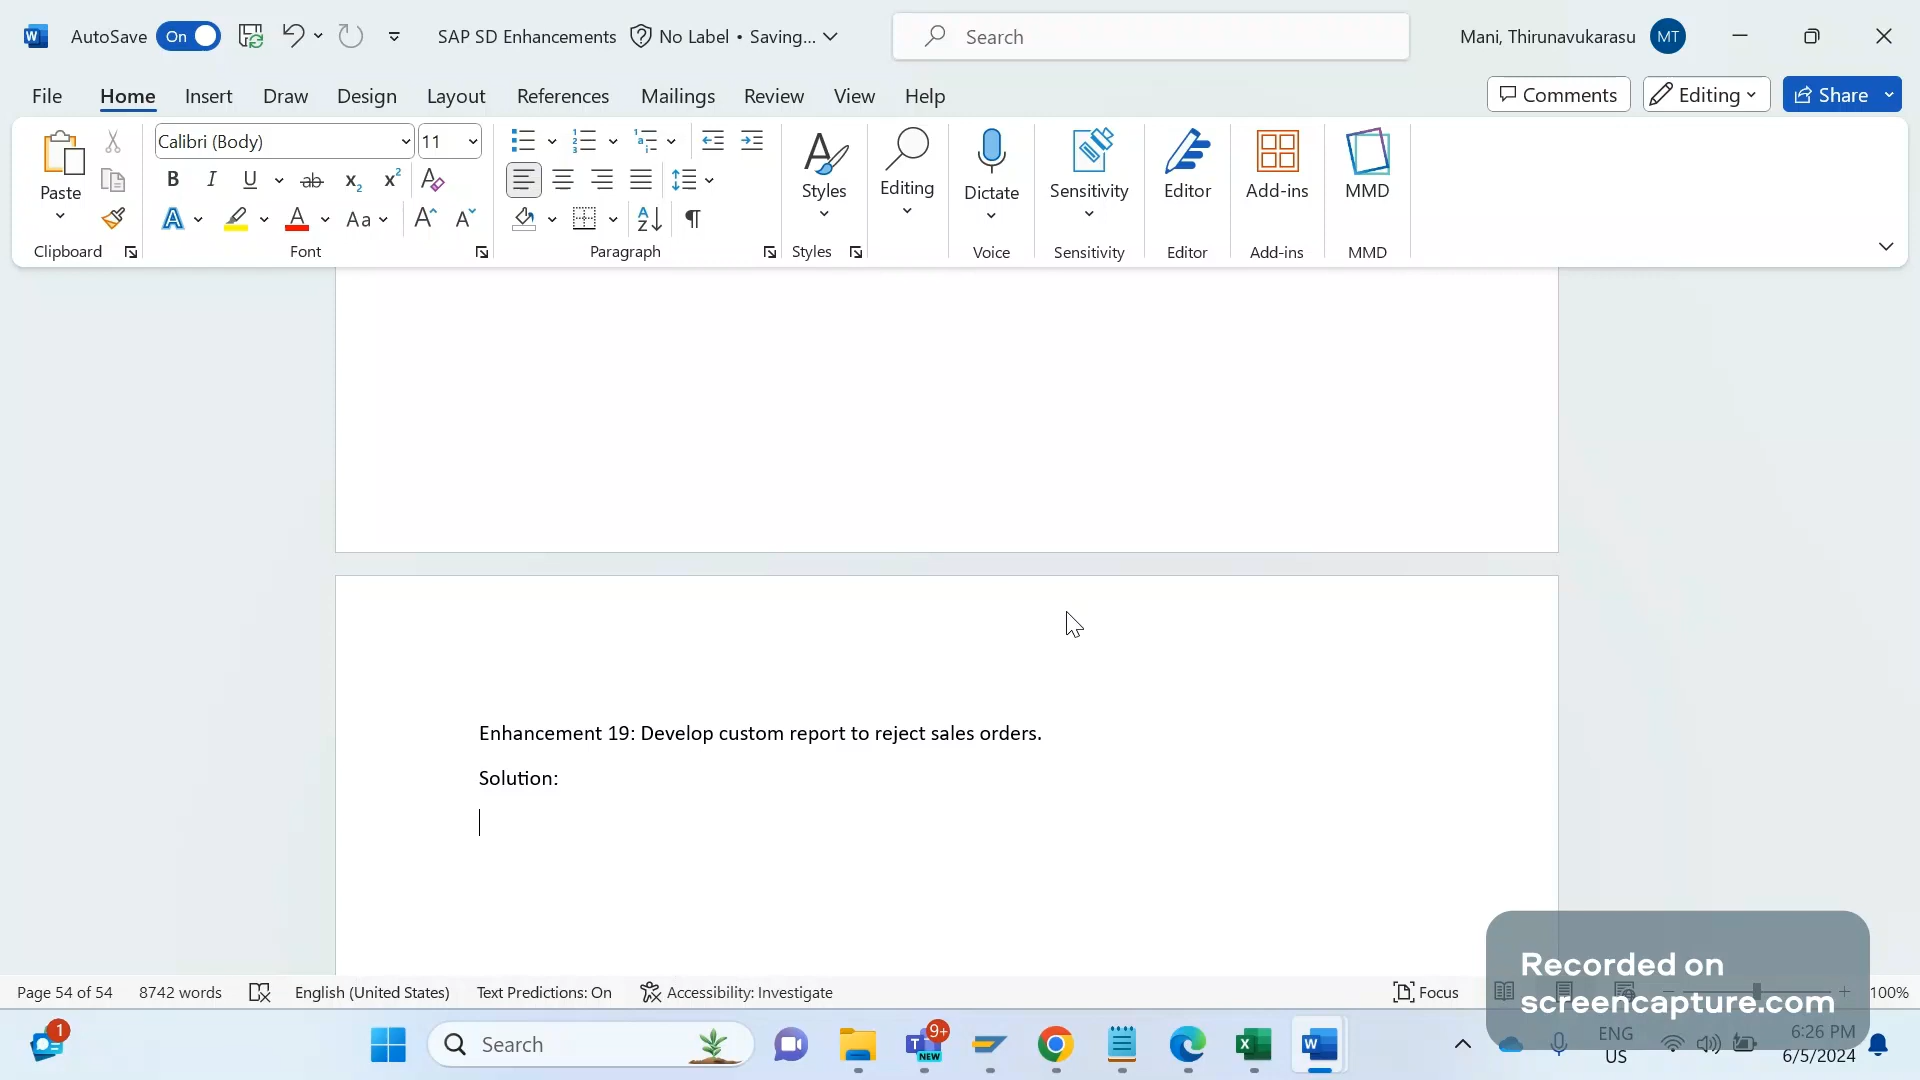 AutoSave On SAP SD Enhancements No Label • Saving... Search Mani, Thirunavukarasu MT
File Home Insert Draw Design Layout References Mailings Review View Help Comments Editing Share
Calibri (Body) 11
Paste Styles Editing Dictate Sensitivity Editor Add-ins MMD
Clipboard Font Paragraph Styles Voice Sensitivity Editor Add-ins MMD
Enhancement 19: Develop custom report to reject sales orders.
Solution:
Recorded on
screencapture.com
Page 54 of 54 8742 words English (United States) Text Predictions: On Accessibility: Investigate Focus 100%
1 Search 9+ NEW ENG
US
6:26 PM
6/5/2024